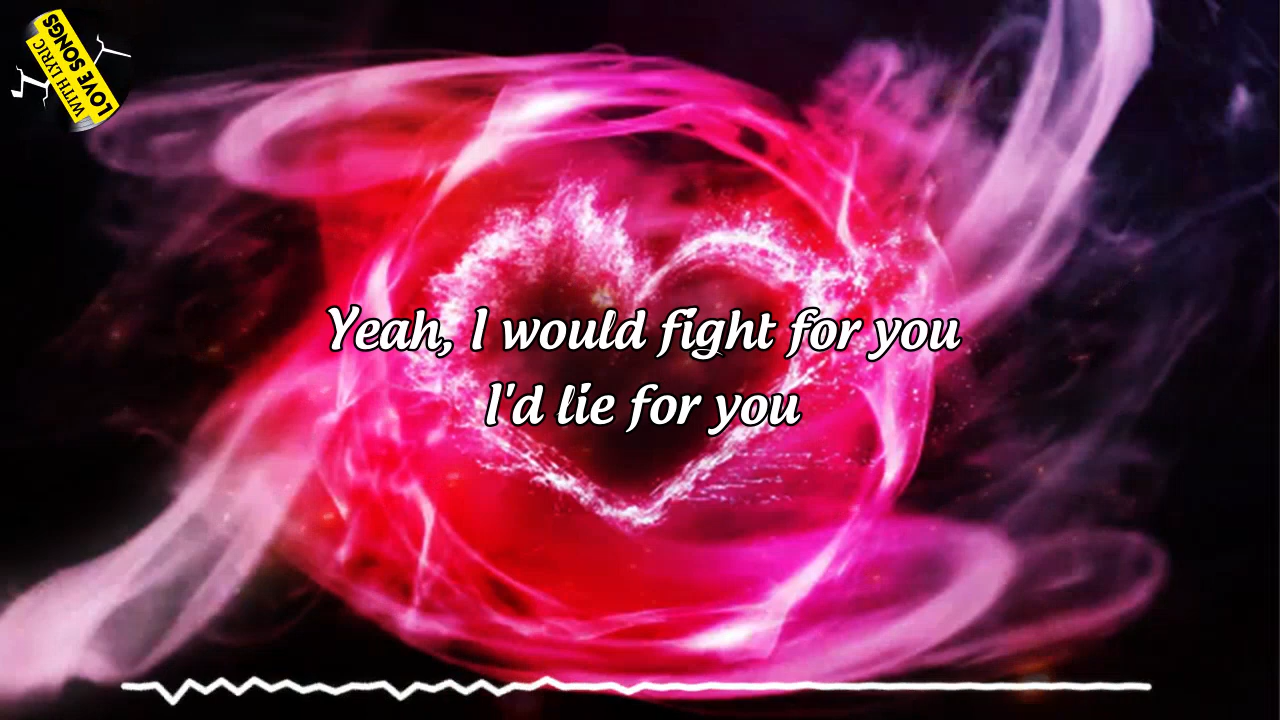 LOVE SONGS
WITH LYRIC
Yeah, I would fight for you
I'd lie for you